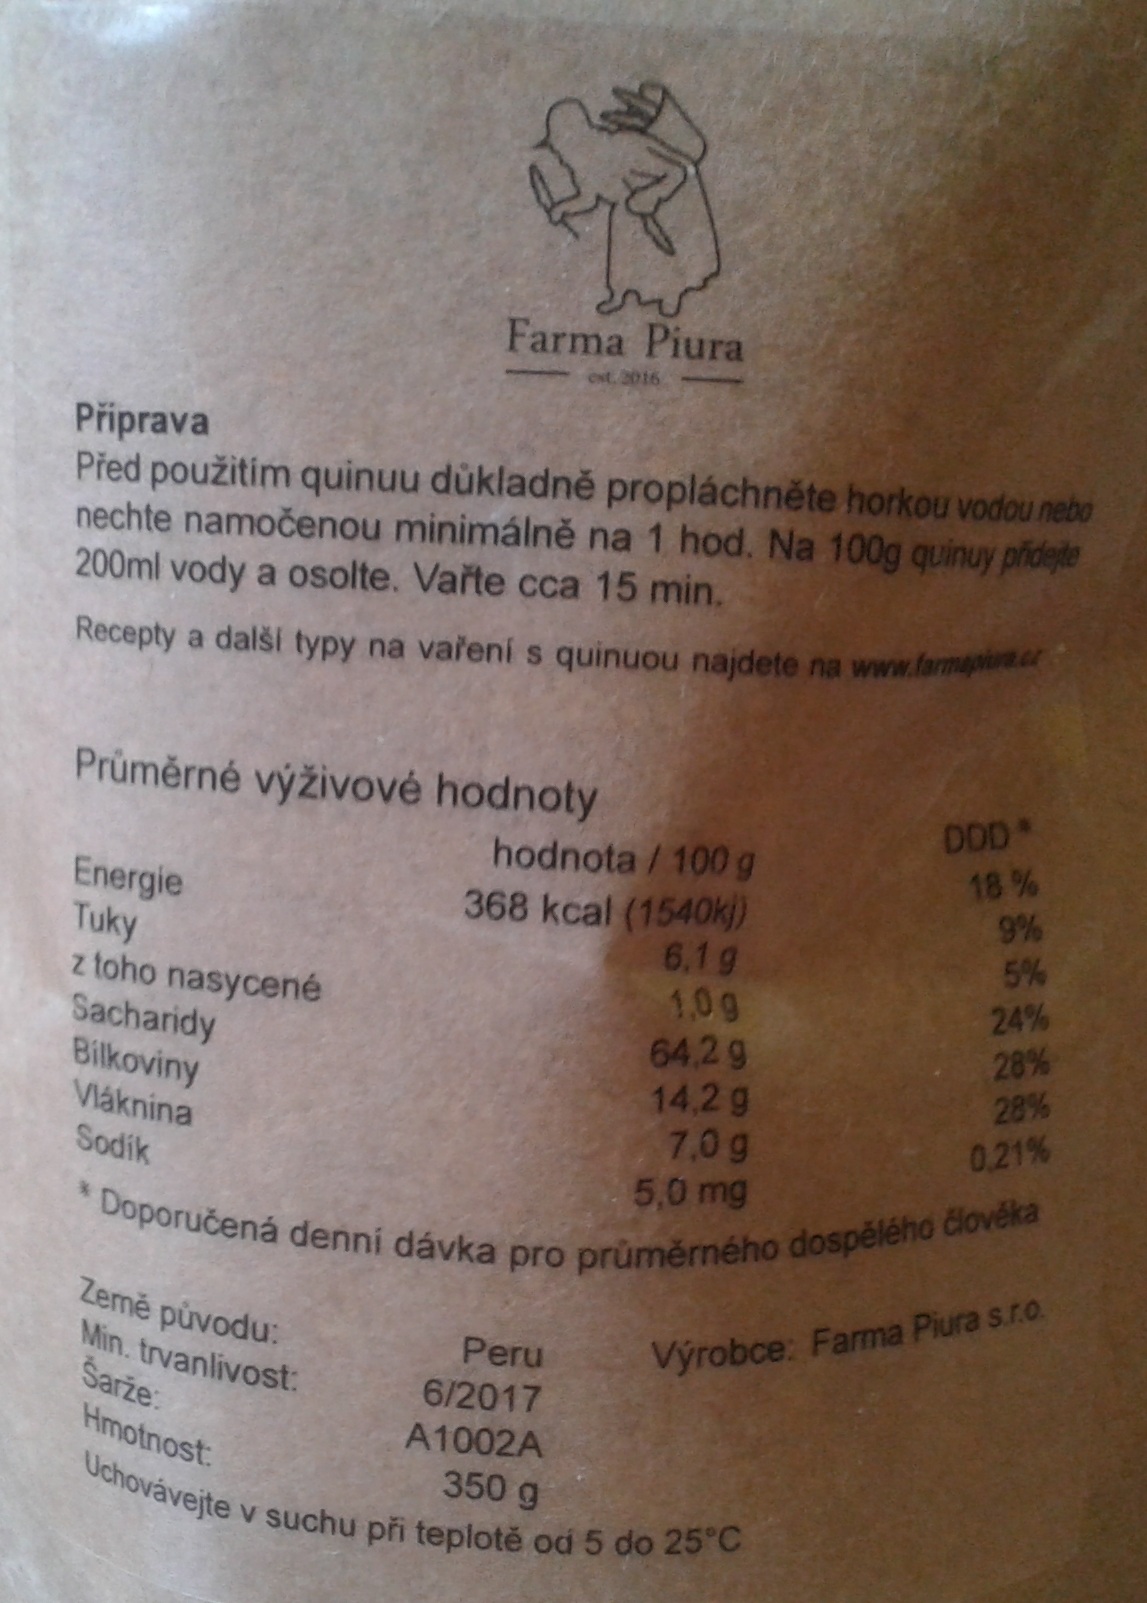 Farma Piura
est. 2016
Připrava
Před použitím quinuu důkladně propláchněte horkou vodou nebo
nechte namočenou minimálně na 1 hod. Na 100g quinuy přidejte
200ml vody a osolte. Vařte cca 15 min.
Recepty a další typy na vaření s quinuou najdete na www.farmapiura.cz
Průměrné výživové hodnoty
hodnota / 100 g DDD *
Energie 368 kcal (1540kj) 18 %
Tuky 6,1 g 9%
z toho nasycené 1,0 g 5%
Sacharidy 64,2 g 24%
Bílkoviny 14,2 g 28%
Vláknina 7,0 g 28%
Sodík 5,0 mg 0,21%
* Doporučená denní dávka pro průměrného dospělého člověka
Země původu: Peru Výrobce: Farma Piura s.r.o.
Min. trvanlivost: 6/2017
Šarže: A1002A
Hmotnost: 350 g
Uchovávejte v suchu při teplotě od 5 do 25°C